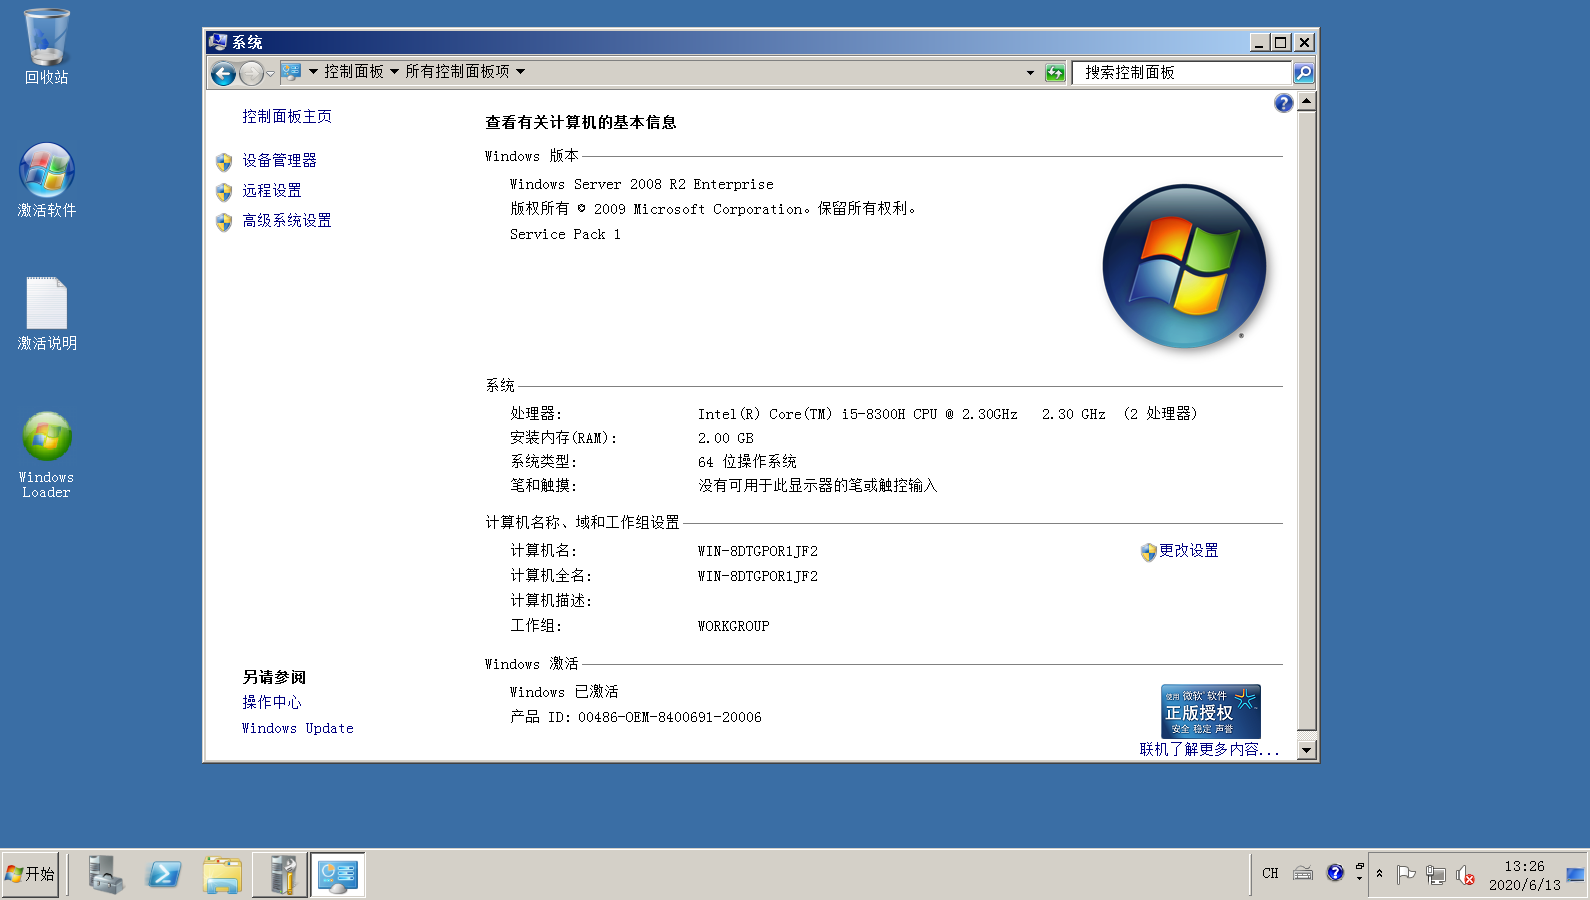 回收站
激活软件
激活说明
Windows
Loader
系统
控制面板 所有控制面板项
搜索控制面板
控制面板主页
设备管理器
远程设置
高级系统设置
另请参阅
操作中心
Windows Update
查看有关计算机的基本信息
Windows 版本
Windows Server 2008 R2 Enterprise
版权所有 © 2009 Microsoft Corporation。保留所有权利。
Service Pack 1
系统
处理器: Intel(R) Core(TM) i5-8300H CPU @ 2.30GHz 2.30 GHz (2 处理器)
安装内存(RAM): 2.00 GB
系统类型: 64 位操作系统
笔和触摸: 没有可用于此显示器的笔或触控输入
计算机名称、域和工作组设置
计算机名: WIN-8DTGPOR1JF2 更改设置
计算机全名: WIN-8DTGPOR1JF2
计算机描述:
工作组: WORKGROUP
Windows 激活
Windows 已激活
产品 ID: 00486-OEM-8400691-20006
使用 微软 软件
正版授权
安全 稳定 声誉
联机了解更多内容...
开始
CH
13:26
2020/6/13